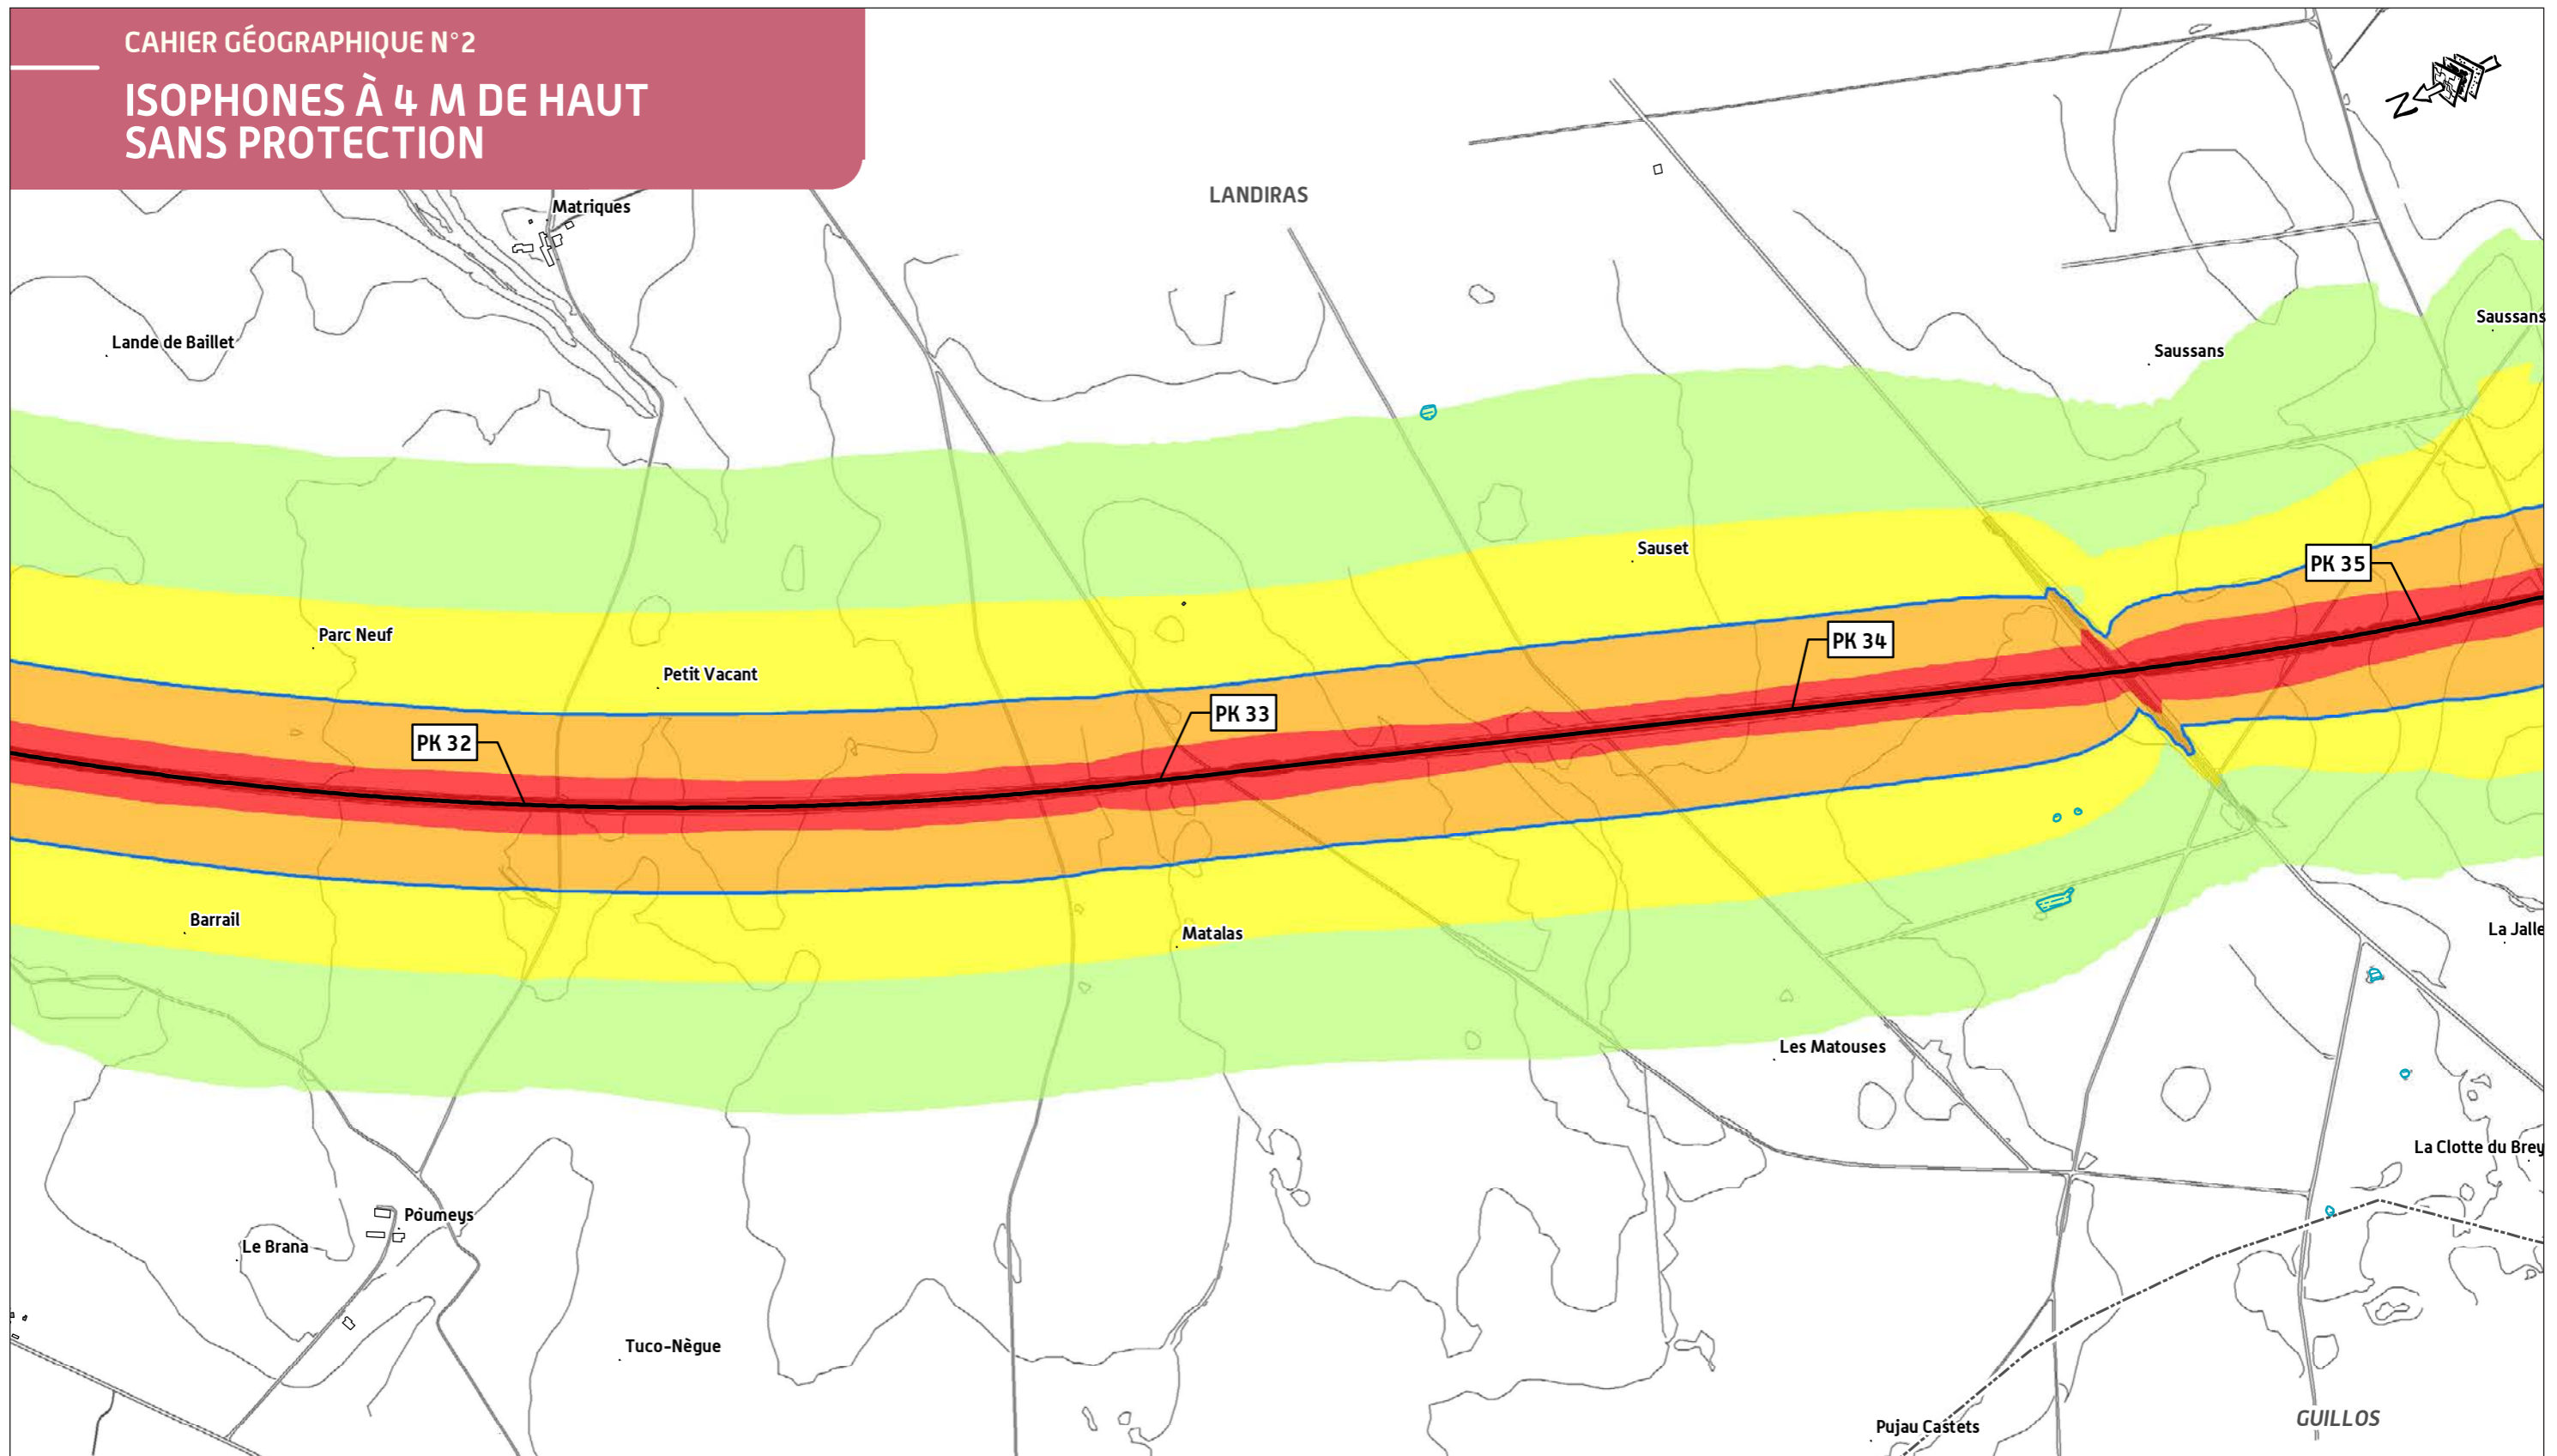 CAHIER GÉOGRAPHIQUE N°2
ISOPHONES À 4 M DE HAUT
SANS PROTECTION
N
Matriques
LANDIRAS
Lande de Baillet
Saussans
Saussans
Sauset
PK 35
Parc Neuf
PK 34
Petit Vacant
PK 33
PK 32
Barrail
Matalas
La Jalle
Les Matouses
La Clotte du Brey
Poumeys
Le Brana
Tuco-Nègue
GUILLOS
Pujau Castets